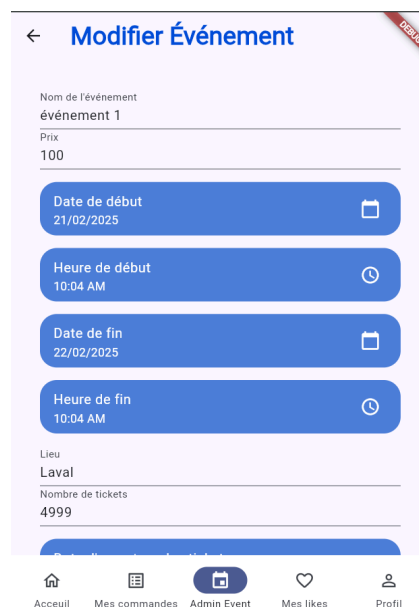 DEBUG
Modifier Événement
Nom de l'événement
événement 1
Prix
100
Date de début
21/02/2025
Heure de début
10:04 AM
Date de fin
22/02/2025
Heure de fin
10:04 AM
Lieu
Laval
Nombre de tickets
4999
Acceuil Mes commandes Admin Event Mes likes Profil